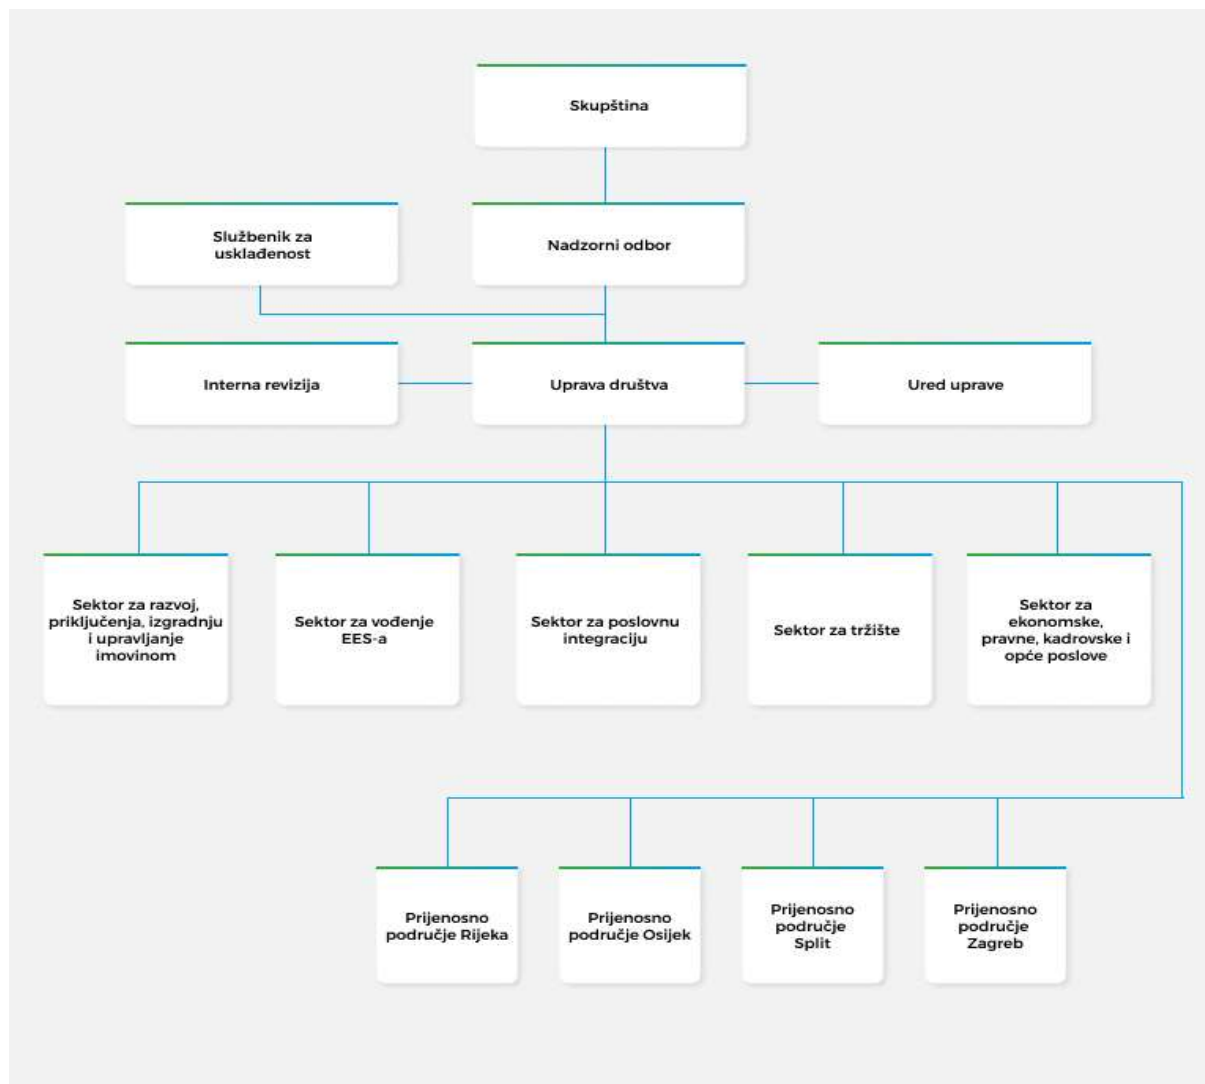 Skupština
Službenik za
usklađenost
Nadzorni odbor
Interna revizija
Uprava društva
Ured uprave
Sektor za razvoj,
priključenja, izgradnju
i upravljanje
imovinom
Sektor za vođenje
EES-a
Sektor za poslovnu
integraciju
Sektor za tržište
Sektor za
ekonomske,
pravne, kadrovske i
opće poslove
Prijenosno
područje Rijeka
Prijenosno
područje Osijek
Prijenosno
područje
Split
Prijenosno
područje
Zagreb